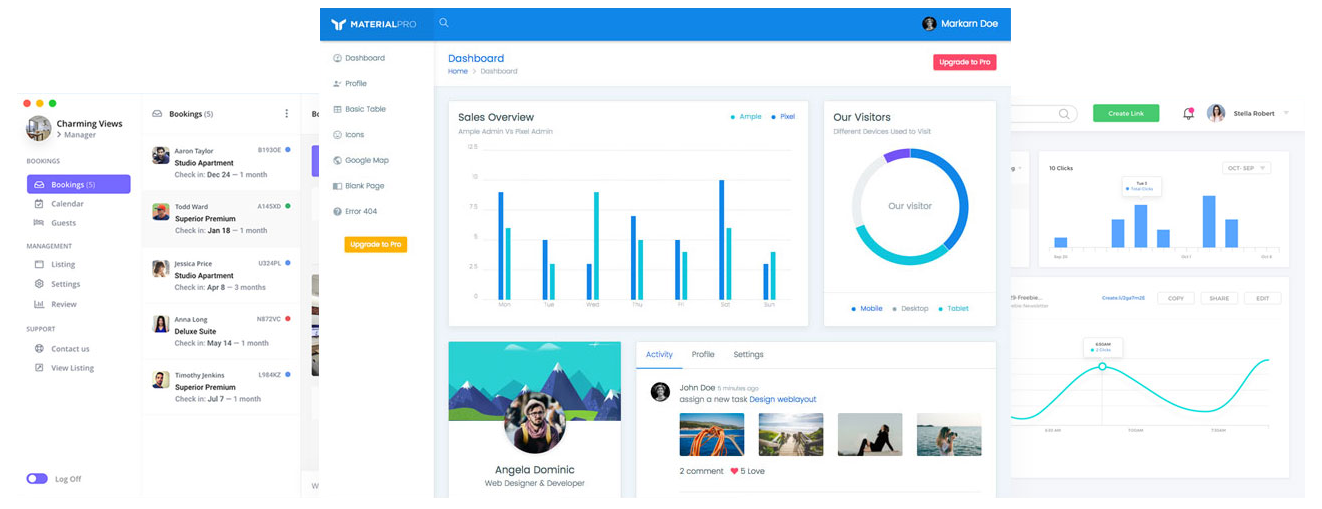 Charming Views
Manager
BOOKINGS
Bookings (5)
Calendar
Guests
MANAGEMENT
Listing
Settings
Review
SUPPORT
Contact us
View Listing
Log Off
Bookings (5)
Aaron Taylor B1930E
Studio Apartment
Check in: Dec 24 — 1 month
Todd Ward A145XD
Superior Premium
Check in: Jan 18 — 1 month
Jessica Price U324PL
Studio Apartment
Check in: Apr 8 — 3 months
Anna Long N872VC
Deluxe Suite
Check in: May 14 — 1 month
Timothy Jenkins L984KZ
Superior Premium
Check in: Jul 7 — 1 month
MATERIALPRO
Markarn Doe
Dashboard
Profile
Basic Table
Icons
Google Map
Blank Page
Error 404
Upgrade to Pro
Dashboard
Home > Dashboard
Upgrade to Pro
Sales Overview
Ample Admin Vs Pixel Admin
Ample Pixel
12.5
10
7.5
5
2.5
0
Mon Tue Wed Thu Fri Sat Sun
Our Visitors
Different Devices Used to Visit
Our visitor
Mobile Desktop Tablet
Angela Dominic
Web Designer & Developer
Activity Profile Settings
John Doe 5 minutes ago
assign a new task Design weblayout
2 comment 5 Love
Create Link
Stella Robert
10 Clicks
OCT- SEP
Tue 3
Total Clicks
Sep 20 Oct 1 Oct 6
COPY SHARE EDIT
6:50AM
2 Clicks
7:00AM
7:30AM